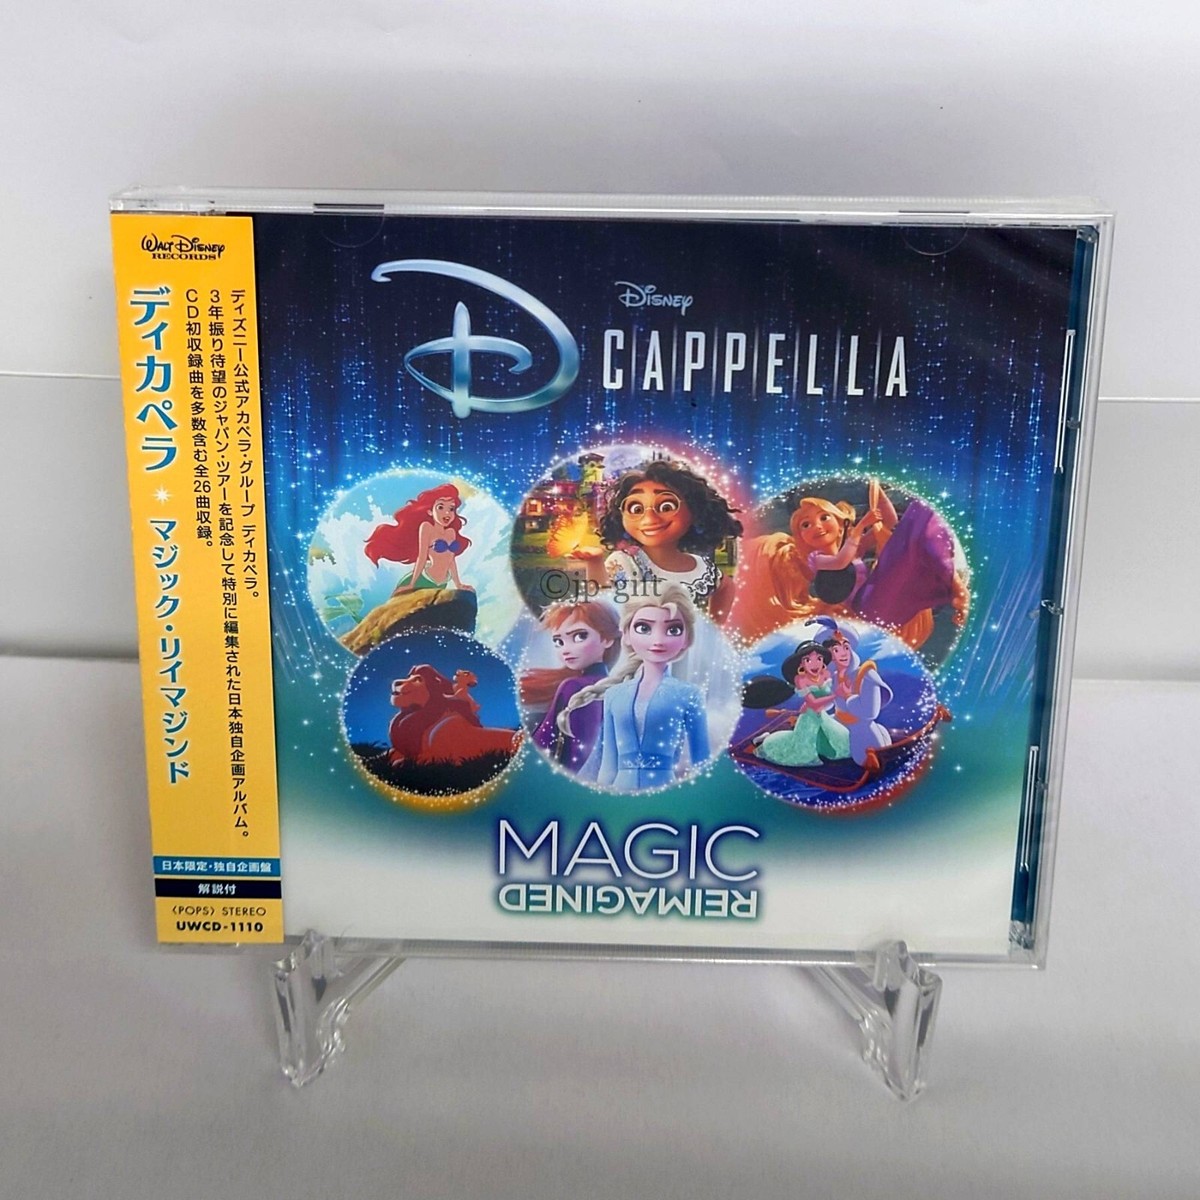 WALT DISNEY
RECORDS
ディカペラ
マジック・リイマジンド
ディズニー公式アカペラ・グループ ディカペラ。
3年振り待望のジャパン・ツアーを記念して特別に編集された日本独自企画アルバム。
CD初収録曲を多数含む全26曲収録。
日本限定・独自企画盤
解説付
〈POPS〉 STEREO
UWCD-1110
D
DISNEY
CAPPELLA
©jp-gift
MAGIC
REIMAGINED